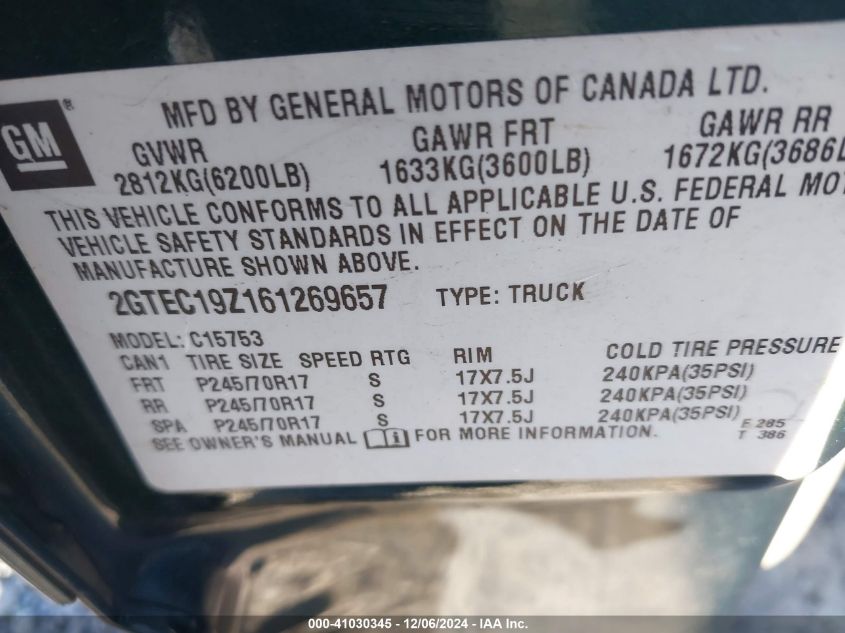 GM ®
MFD BY GENERAL MOTORS OF CANADA LTD.
GVWR GAWR FRT GAWR RR
2812KG(6200LB) 1633KG(3600LB) 1672KG(3686L
THIS VEHICLE CONFORMS TO ALL APPLICABLE U.S. FEDERAL MOT
VEHICLE SAFETY STANDARDS IN EFFECT ON THE DATE OF
MANUFACTURE SHOWN ABOVE.
2GTEC19Z161269657 TYPE: TRUCK
MODEL: C15753
CAN1 TIRE SIZE SPEED RTG RIM COLD TIRE PRESSURE
FRT P245/70R17 S 17X7.5J 240KPA(35PSI)
RR P245/70R17 S 17X7.5J 240KPA(35PSI)
SPA P245/70R17 S 17X7.5J 240KPA(35PSI)
SEE OWNER'S MANUAL i FOR MORE INFORMATION.
E 285
T 386
000-41030345 - 12/06/2024 - IAA Inc.